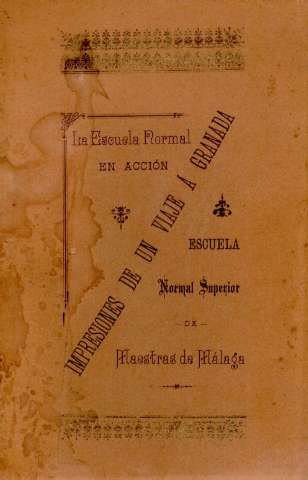 La Escuela Normal
EN ACCIÓN
IMPRESIONES DE UN VIAJE A GRANADA
ESCUELA
Normal Superior
DE
Maestras de Málaga